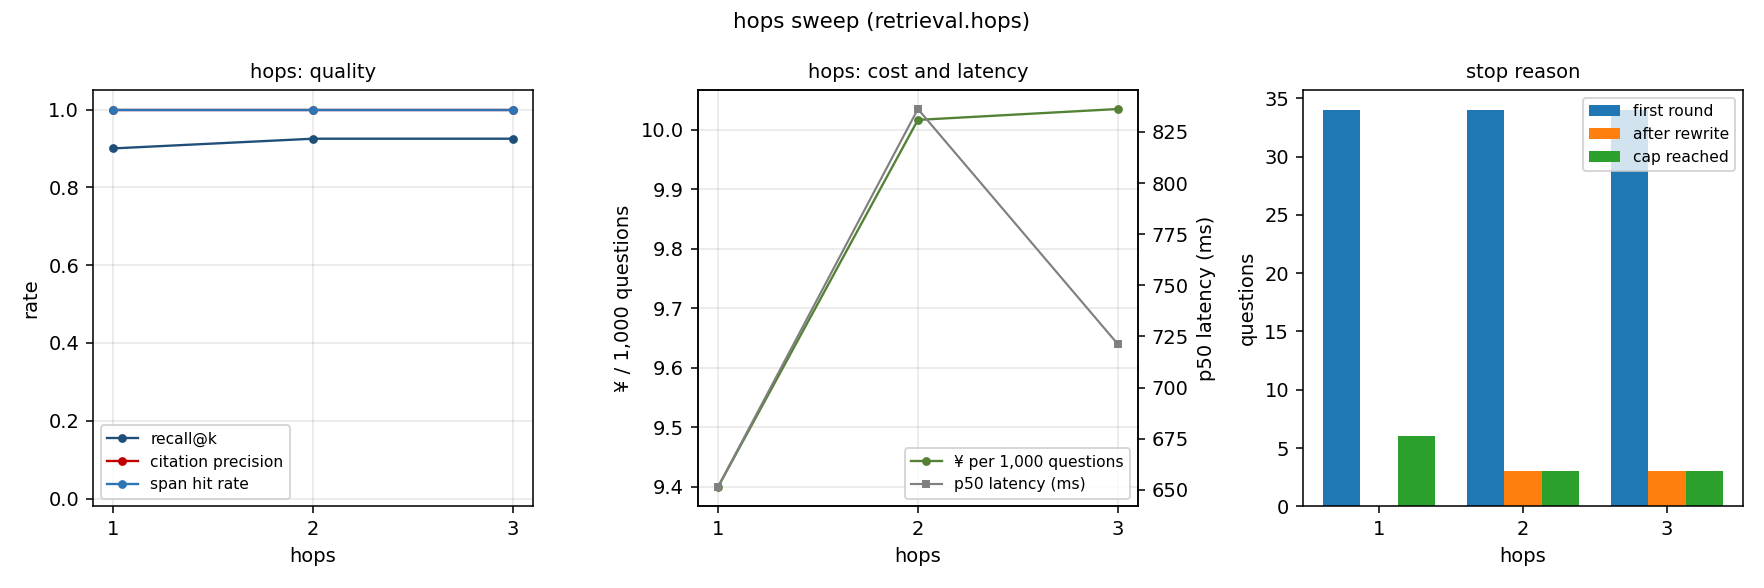 hops sweep (retrieval.hops)
hops: quality
rate
1.0
0.8
0.6
0.4
0.2
0.0
recall@k
citation precision
span hit rate
1 2 3
hops
hops: cost and latency
¥ / 1,000 questions
10.0
9.9
9.8
9.7
9.6
9.5
9.4
¥ per 1,000 questions
p50 latency (ms)
1 2 3
hops
825
800
775
750
725
700
675
650
p50 latency (ms)
stop reason
questions
35
30
25
20
15
10
5
0
first round
after rewrite
cap reached
1 2 3
hops